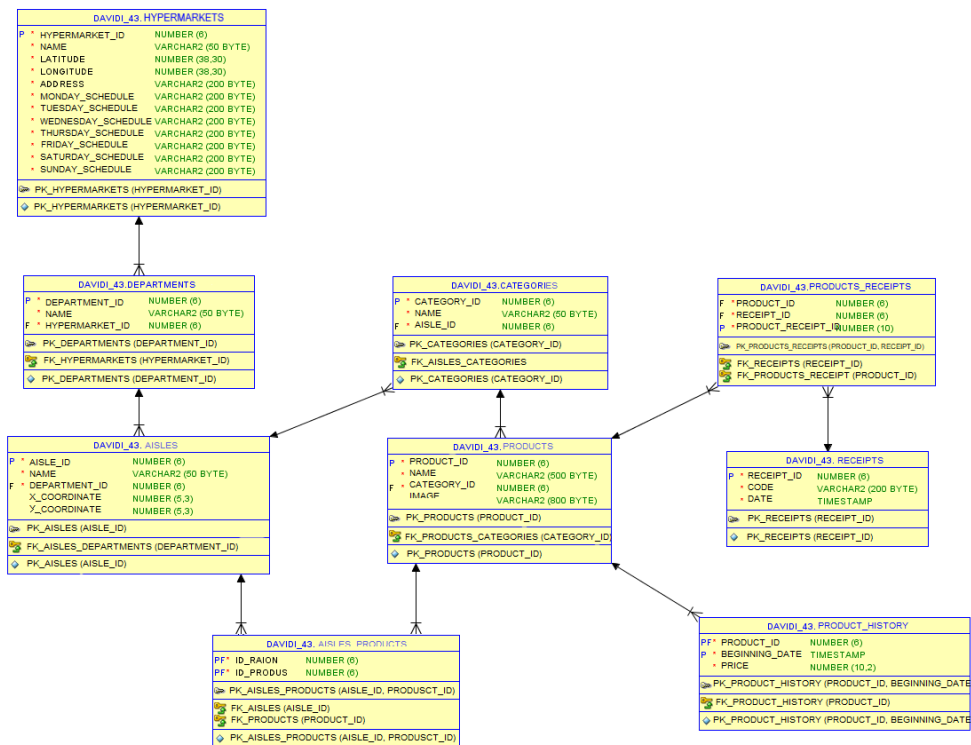 DAVIDI_43.HYPERMARKETS
P * HYPERMARKET_ID NUMBER (6)
* NAME VARCHAR2 (50 BYTE)
* LATITUDE NUMBER (38,30)
* LONGITUDE NUMBER (38,30)
* ADDRESS VARCHAR2 (200 BYTE)
* MONDAY_SCHEDULE VARCHAR2 (200 BYTE)
* TUESDAY_SCHEDULE VARCHAR2 (200 BYTE)
* WEDNESDAY_SCHEDULE VARCHAR2 (200 BYTE)
* THURSDAY_SCHEDULE VARCHAR2 (200 BYTE)
* FRIDAY_SCHEDULE VARCHAR2 (200 BYTE)
* SATURDAY_SCHEDULE VARCHAR2 (200 BYTE)
* SUNDAY_SCHEDULE VARCHAR2 (200 BYTE)
PK_HYPERMARKETS (HYPERMARKET_ID)
PK_HYPERMARKETS (HYPERMARKET_ID)
DAVIDI_43.DEPARTMENTS
P * DEPARTMENT_ID NUMBER (6)
* NAME VARCHAR2 (50 BYTE)
F * HYPERMARKET_ID NUMBER (6)
PK_DEPARTMENTS (DEPARTMENT_ID)
FK_HYPERMARKETS (HYPERMARKET_ID)
PK_DEPARTMENTS (DEPARTMENT_ID)
DAVIDI_43.CATEGORIES
P * CATEGORY_ID NUMBER (6)
* NAME VARCHAR2 (50 BYTE)
F * AISLE_ID NUMBER (6)
PK_CATEGORIES (CATEGORY_ID)
FK_AISLES_CATEGORIES
PK_CATEGORIES (CATEGORY_ID)
DAVIDI_43.PRODUCTS_RECEIPTS
F * PRODUCT_ID NUMBER (6)
F * RECEIPT_ID NUMBER (6)
P * PRODUCT_RECEIPT_ID NUMBER (10)
PK_PRODUCTS_RECEIPTS (PRODUCT_ID, RECEIPT_ID)
FK_RECEIPTS (RECEIPT_ID)
FK_PRODUCTS_RECEIPT (PRODUCT_ID)
DAVIDI_43. AISLES
P * AISLE_ID NUMBER (6)
* NAME VARCHAR2 (50 BYTE)
F * DEPARTMENT_ID NUMBER (6)
X_COORDINATE NUMBER (5,3)
Y_COORDINATE NUMBER (5,3)
PK_AISLES (AISLE_ID)
FK_AISLES_DEPARTMENTS (DEPARTMENT_ID)
PK_AISLES (AISLE_ID)
DAVIDI_43.PRODUCTS
P * PRODUCT_ID NUMBER (6)
* NAME VARCHAR2 (500 BYTE)
F * CATEGORY_ID NUMBER (6)
IMAGE VARCHAR2 (800 BYTE)
PK_PRODUCTS (PRODUCT_ID)
FK_PRODUCTS_CATEGORIES (CATEGORY_ID)
PK_PRODUCTS (PRODUCT_ID)
DAVIDI_43. RECEIPTS
P * RECEIPT_ID NUMBER (6)
* CODE VARCHAR2 (200 BYTE)
* DATE TIMESTAMP
PK_RECEIPTS (RECEIPT_ID)
PK_RECEIPTS (RECEIPT_ID)
DAVIDI_43. AISLES_PRODUCTS
PF* ID_RAION NUMBER (6)
PF* ID_PRODUS NUMBER (6)
PK_AISLES_PRODUCTS (AISLE_ID, PRODUSCT_ID)
FK_AISLES (AISLE_ID)
FK_PRODUCTS (PRODUCT_ID)
PK_AISLES_PRODUCTS (AISLE_ID, PRODUSCT_ID)
DAVIDI_43. PRODUCT_HISTORY
PF* PRODUCT_ID NUMBER (6)
P * BEGINNING_DATE TIMESTAMP
* PRICE NUMBER (10,2)
PK_PRODUCT_HISTORY (PRODUCT_ID, BEGINNING_DATE
FK_PRODUCT_HISTORY (PRODUCT_ID)
PK_PRODUCT_HISTORY (PRODUCT_ID, BEGINNING_DATE